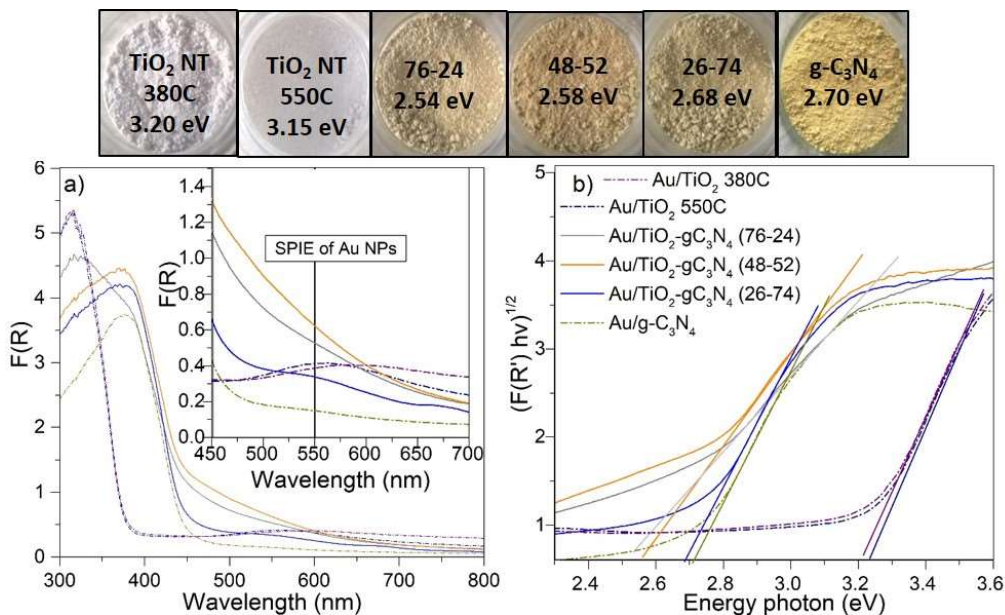 TiO₂ NT
380C
3.20 eV
TiO₂ NT
550C
3.15 eV
76-24
2.54 eV
48-52
2.58 eV
26-74
2.68 eV
g-C₃N₄
2.70 eV
a)
F(R)
6
5
4
3
2
1
0
300 400 500 600 700 800
Wavelength (nm)
F(R)
1.5
1.4
1.2
1.0
0.8
0.6
0.4
0.2
0.0
SPIE of Au NPs
450 500 550 600 650 700
Wavelength (nm)
b)
Au/TiO₂ 380C
Au/TiO₂ 550C
Au/TiO₂-gC₃N₄ (76-24)
Au/TiO₂-gC₃N₄ (48-52)
Au/TiO₂-gC₃N₄ (26-74)
Au/g-C₃N₄
(F(R') hν)^1/2
5
4
3
2
1
2.4 2.6 2.8 3.0 3.2 3.4 3.6
Energy photon (eV)